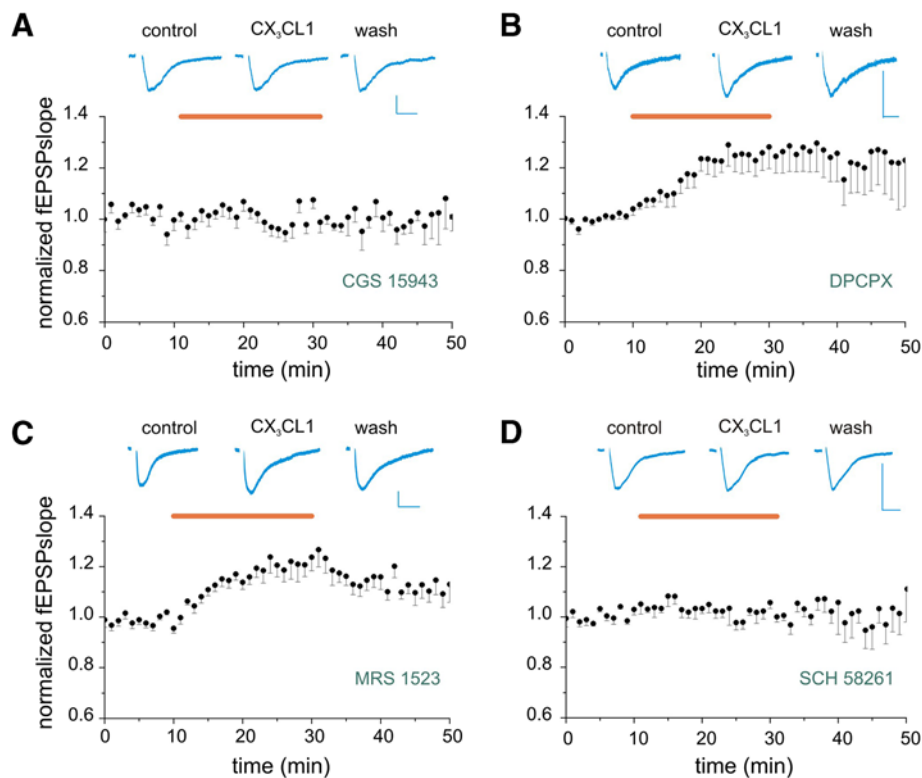 A
control CX₃CL1 wash
1.4
1.2
1.0
0.8
0.6
normalized fEPSPslope
CGS 15943
0 10 20 30 40 50
time (min)
B
control CX₃CL1 wash
1.4
1.2
1.0
0.8
0.6
DPCPX
0 10 20 30 40 50
time (min)
C
control CX₃CL1 wash
1.4
1.2
1.0
0.8
0.6
normalized fEPSPslope
MRS 1523
0 10 20 30 40 50
time (min)
D
control CX₃CL1 wash
1.4
1.2
1.0
0.8
0.6
SCH 58261
0 10 20 30 40 50
time (min)